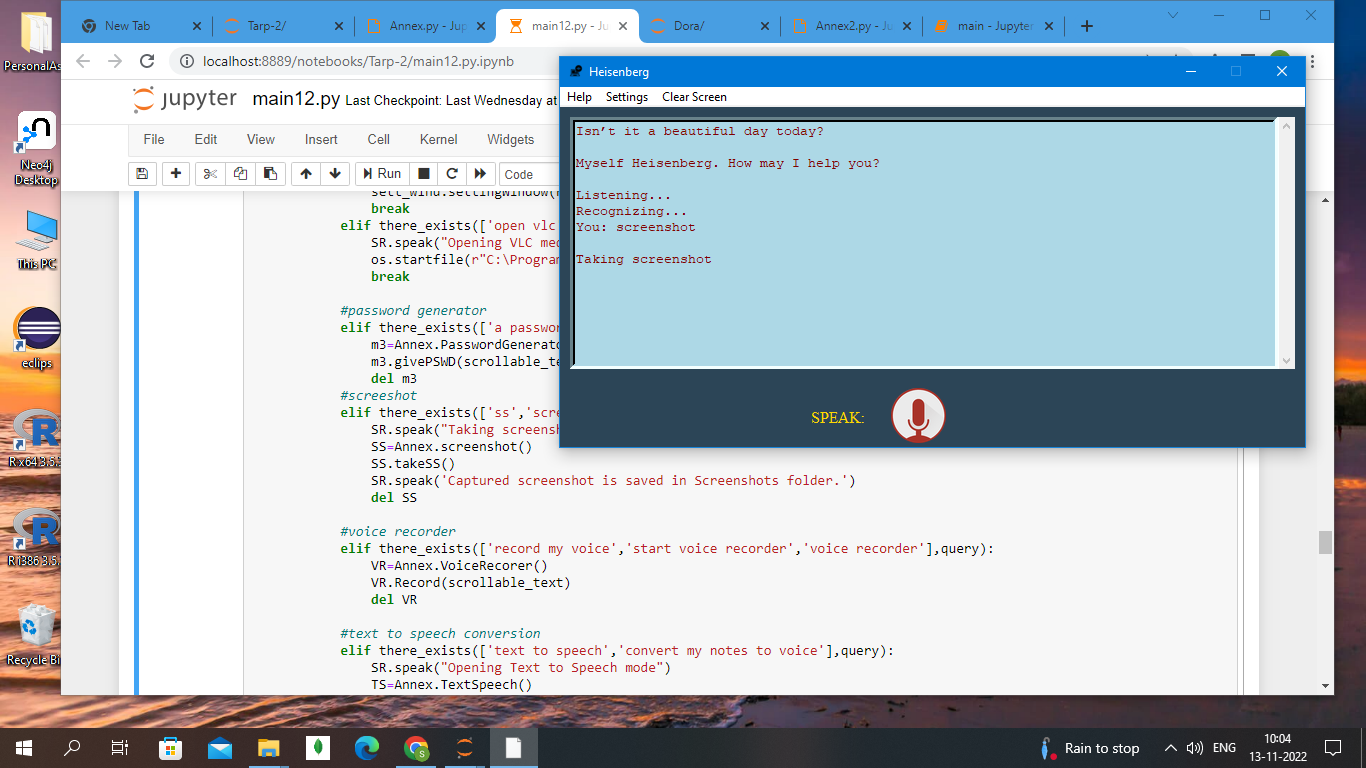 New Tab
Tarp-2/
Annex.py - Jup
main12.py - Ju
Dora/
Annex2.py - Ju
main - Jupyter
localhost:8889/notebooks/Tarp-2/main12.py.ipynb
jupyter main12.py Last Checkpoint: Last Wednesday at
File Edit View Insert Cell Kernel Widgets
Run Code
break
elif there_exists(['open vlc
SR.speak("Opening VLC med
os.startfile(r"C:\Program
break
#password generator
elif there_exists(['a passwor
m3=Annex.PasswordGenerato
m3.givePSWD(scrollable_te
del m3
#screeshot
elif there_exists(['ss','scre
SR.speak("Taking screensh
SS=Annex.screenshot()
SS.takeSS()
SR.speak('Captured screenshot is saved in Screenshots folder.')
del SS
#voice recorder
elif there_exists(['record my voice','start voice recorder','voice recorder'],query):
VR=Annex.VoiceRecorer()
VR.Record(scrollable_text)
del VR
#text to speech conversion
elif there_exists(['text to speech','convert my notes to voice'],query):
SR.speak("Opening Text to Speech mode")
TS=Annex.TextSpeech()
Heisenberg
Help Settings Clear Screen
Isn't it a beautiful day today?
Myself Heisenberg. How may I help you?
Listening...
Recognizing...
You: screenshot
Taking screenshot
SPEAK:
PersonalAs
Neo4j
Desktop
This PC
eclips
R x64 3.5.
R i386 3.5.
Recycle Bi
Rain to stop
ENG
10:04
13-11-2022